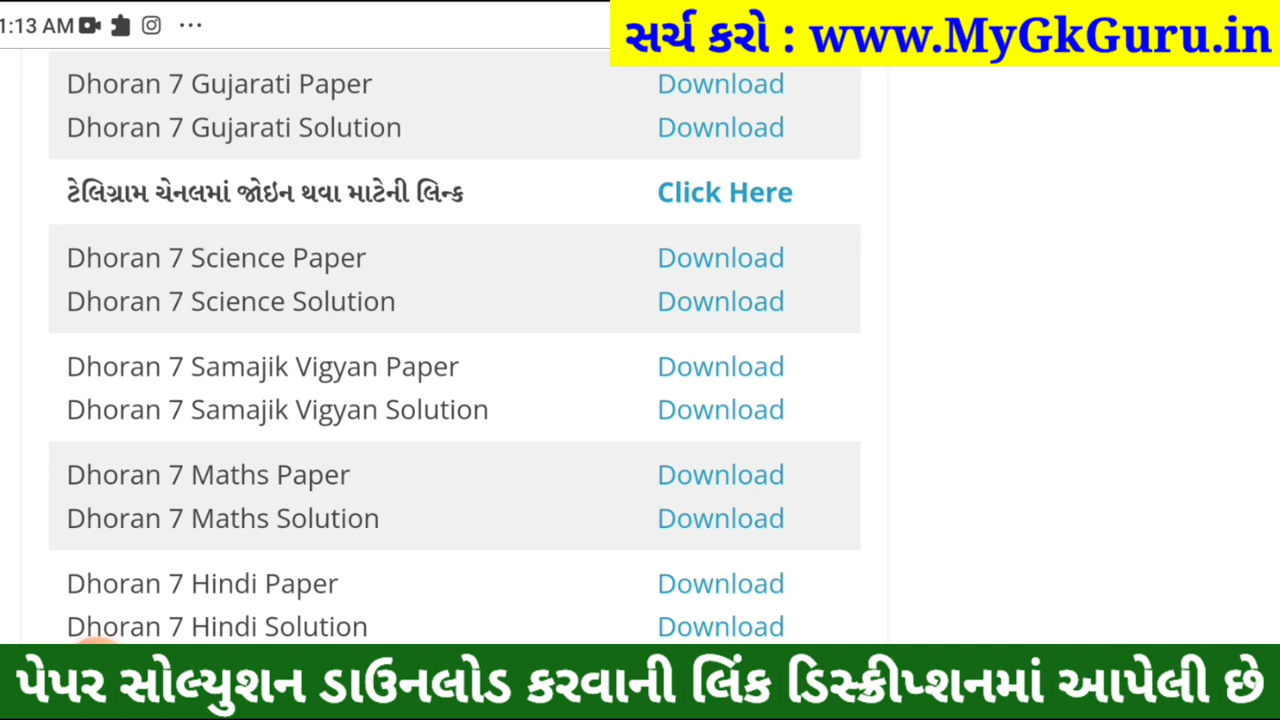 1:13 AM
સર્ચ કરો : www.MyGkGuru.in
Dhoran 7 Gujarati Paper Download
Dhoran 7 Gujarati Solution Download
ટેલિગ્રામ ચેનલમાં જોઇન થવા માટેની લિન્ક Click Here
Dhoran 7 Science Paper Download
Dhoran 7 Science Solution Download
Dhoran 7 Samajik Vigyan Paper Download
Dhoran 7 Samajik Vigyan Solution Download
Dhoran 7 Maths Paper Download
Dhoran 7 Maths Solution Download
Dhoran 7 Hindi Paper Download
Dhoran 7 Hindi Solution Download
પેપર સોલ્યુશન ડાઉનલોડ કરવાની લિંક ડિસ્ક્રીપ્શનમાં આપેલી છે